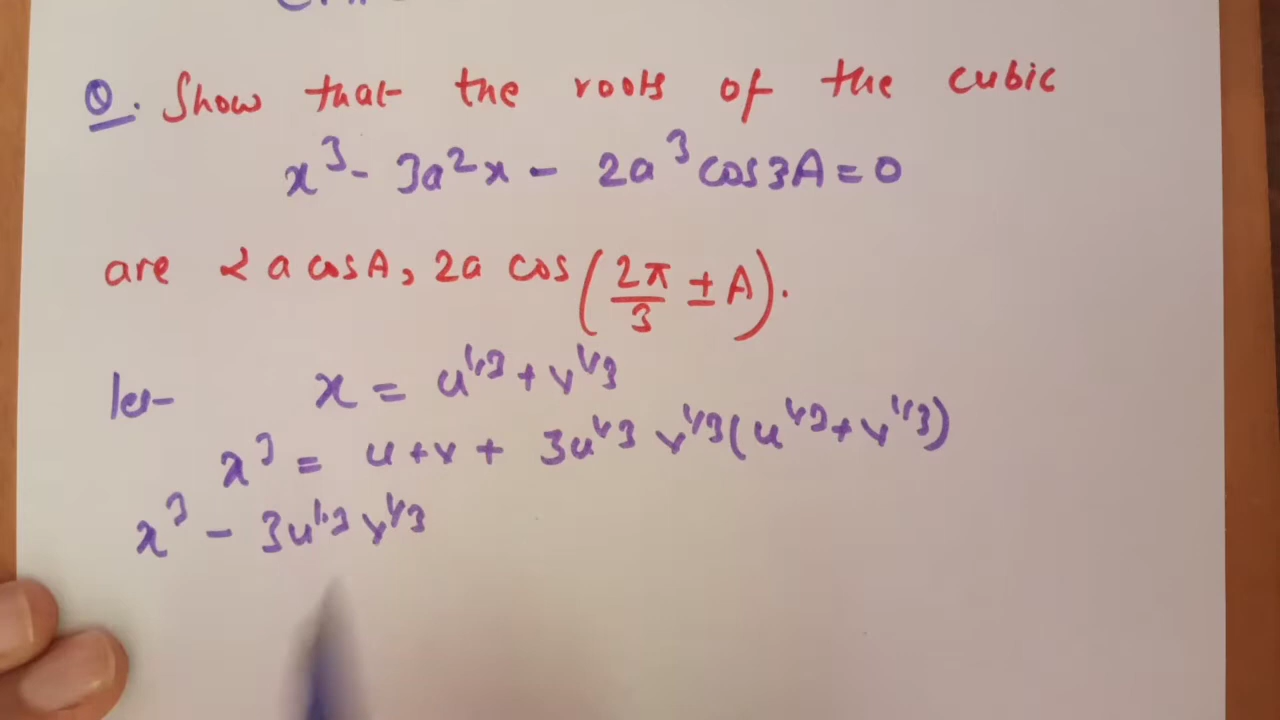 Q. Show that the roots of the cubic
x³ - 3a²x - 2a³ cos3A = 0
are 2a cosA, 2a cos(2π/3 ± A).
let x = u^1/3 + v^1/3
x³ = u + v + 3u^1/3 v^1/3 (u^1/3 + v^1/3)
x³ - 3u^1/3 v^1/3